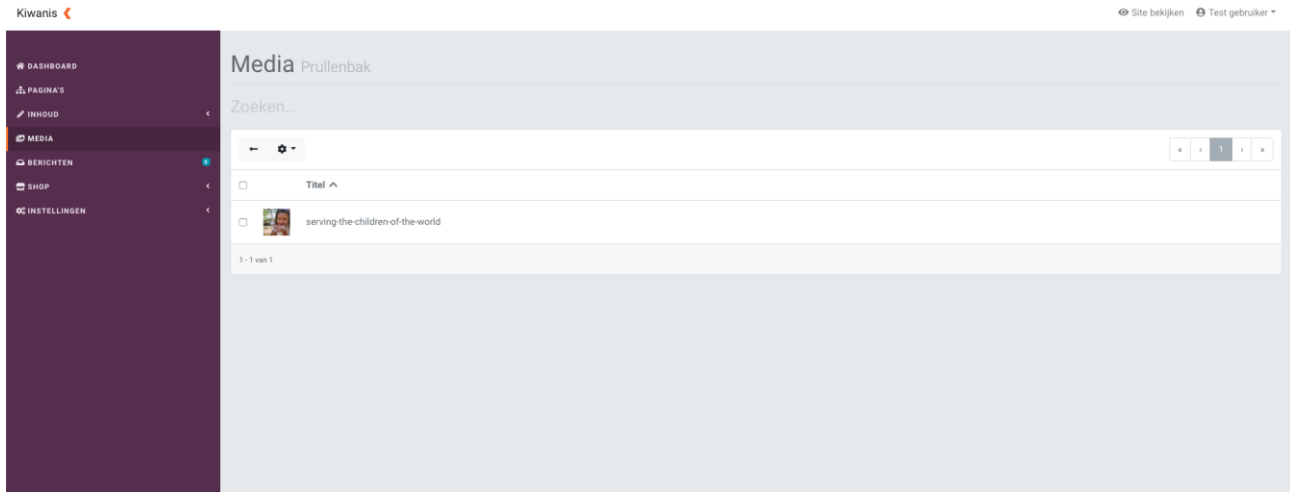 Kiwanis
Site bekijken Test gebruiker
DASHBOARD
PAGINA'S
INHOUD
MEDIA
BERICHTEN
SHOP
INSTELLINGEN
Media Prullenbak
Zoeken...
« ‹ 1 › »
Titel
serving-the-children-of-the-world
1 - 1 van 1